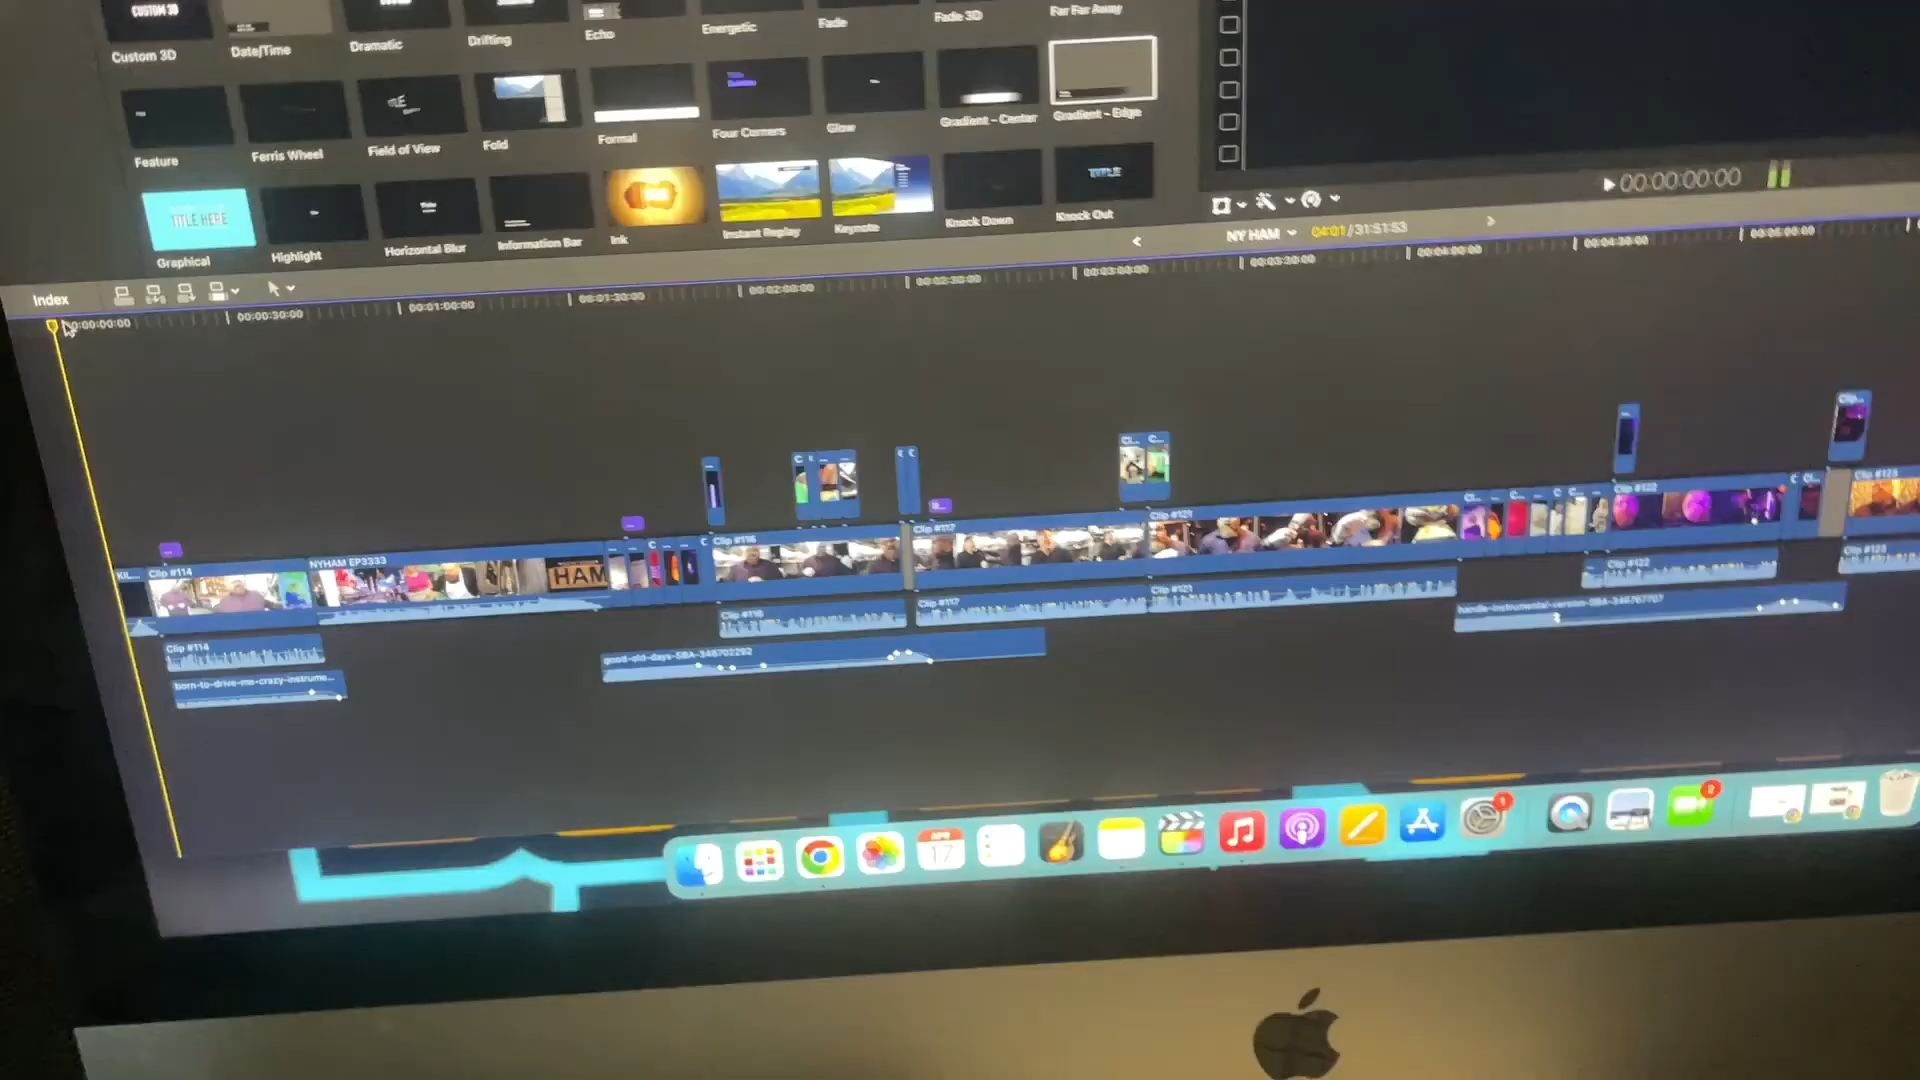 CUSTOM 3D
Custom 3D
Date/Time
Dramatic
Drifting
Echo
Energetic
Fade
Fade 3D
Far Far Away
Feature
Ferris Wheel
Field of View
Fold
Formal
Four Corners
Glow
Gradient - Center
Gradient - Edge
TITLE HERE
TITLE
Graphical
Highlight
Horizontal Blur
Information Bar
Ink
Instant Replay
Keynote
Knock Down
Knock Out
00:00:00:00
NY HAM
04:01 / 31:51:53
Index
00:00:00:00
00:00:30:00
00:01:00:00
00:01:30:00
00:02:00:00
00:02:30:00
00:03:00:00
00:03:30:00
00:04:00:00
00:04:30:00
00:05:00:00
Clip #114
NYHAM EP3333
HAM
Clip #116
Clip #117
Clip #121
Clip #122
Clip #123
Clip #114
Clip #116
Clip #117
Clip #121
Clip #122
Clip #123
born-to-drive-me-crazy-instrume...
good-old-days-SBA-346702292
handle-instrumental-version-SBA-346767707
APR
17
1
2